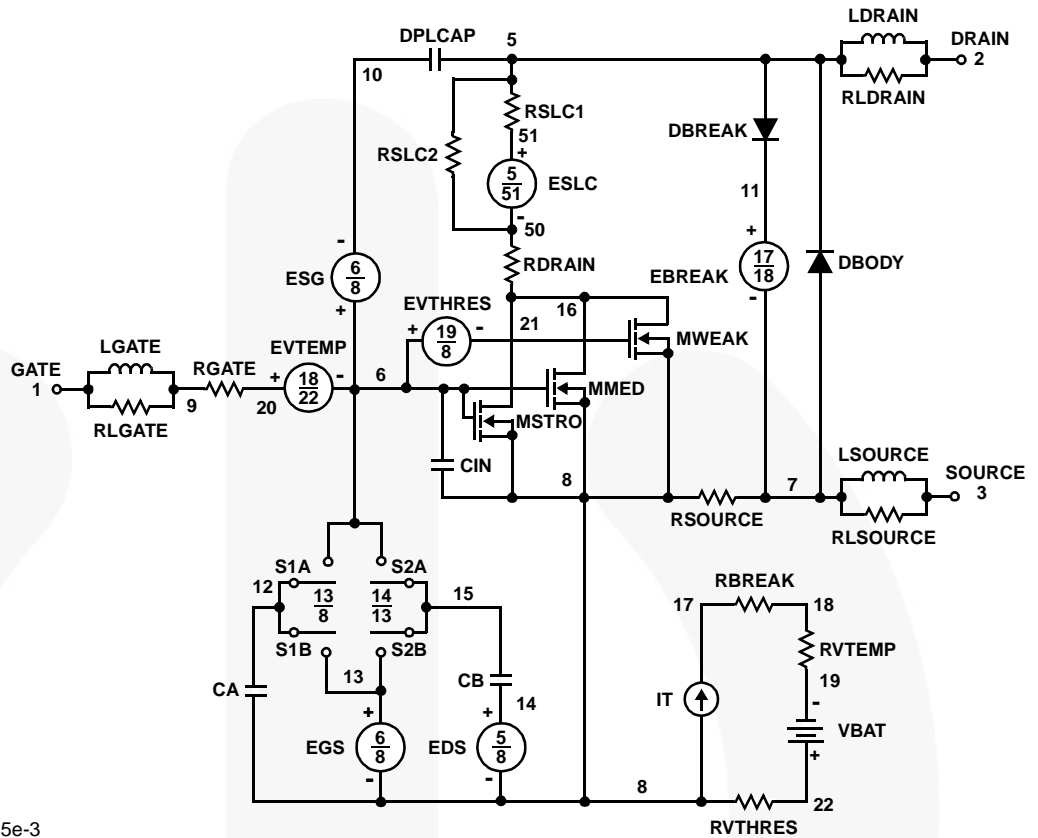 LDRAIN
DPLCAP 5 DRAIN
10 2
RLDRAIN
RSLC1
DBREAK
51
+
RSLC2
5
51
ESLC
11
-
50
+
-
17
18
RDRAIN
6
8
EBREAK DBODY
ESG
-
EVTHRES
16
+
+ 19
8
- 21
MWEAK
LGATE EVTEMP
GATE RGATE + 18
22
- 6
1
MMED
9 20
MSTRO
RLGATE
LSOURCE
CIN
8 7 SOURCE
3
RSOURCE
RLSOURCE
S1A S2A
12 RBREAK
13
8
14
13
15
17 18
S1B S2B RVTEMP
13
CB 19
CA
14 IT -
+ +
VBAT
EGS 6
8
EDS 5
8
+
- -
8
22
RVTHRES
5e-3